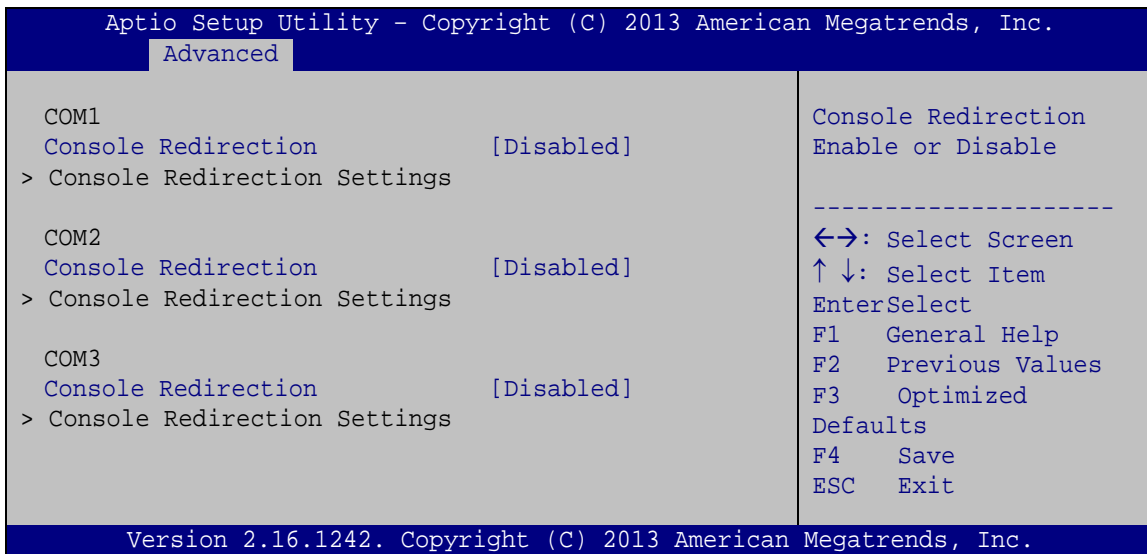 Aptio Setup Utility – Copyright (C) 2013 American Megatrends, Inc.
Advanced
COM1
Console Redirection [Disabled]
> Console Redirection Settings
COM2
Console Redirection [Disabled]
> Console Redirection Settings
COM3
Console Redirection [Disabled]
> Console Redirection Settings
Console Redirection
Enable or Disable
---------------------
←→: Select Screen
↑ ↓: Select Item
EnterSelect
F1 General Help
F2 Previous Values
F3 Optimized
Defaults
F4 Save
ESC Exit
Version 2.16.1242. Copyright (C) 2013 American Megatrends, Inc.